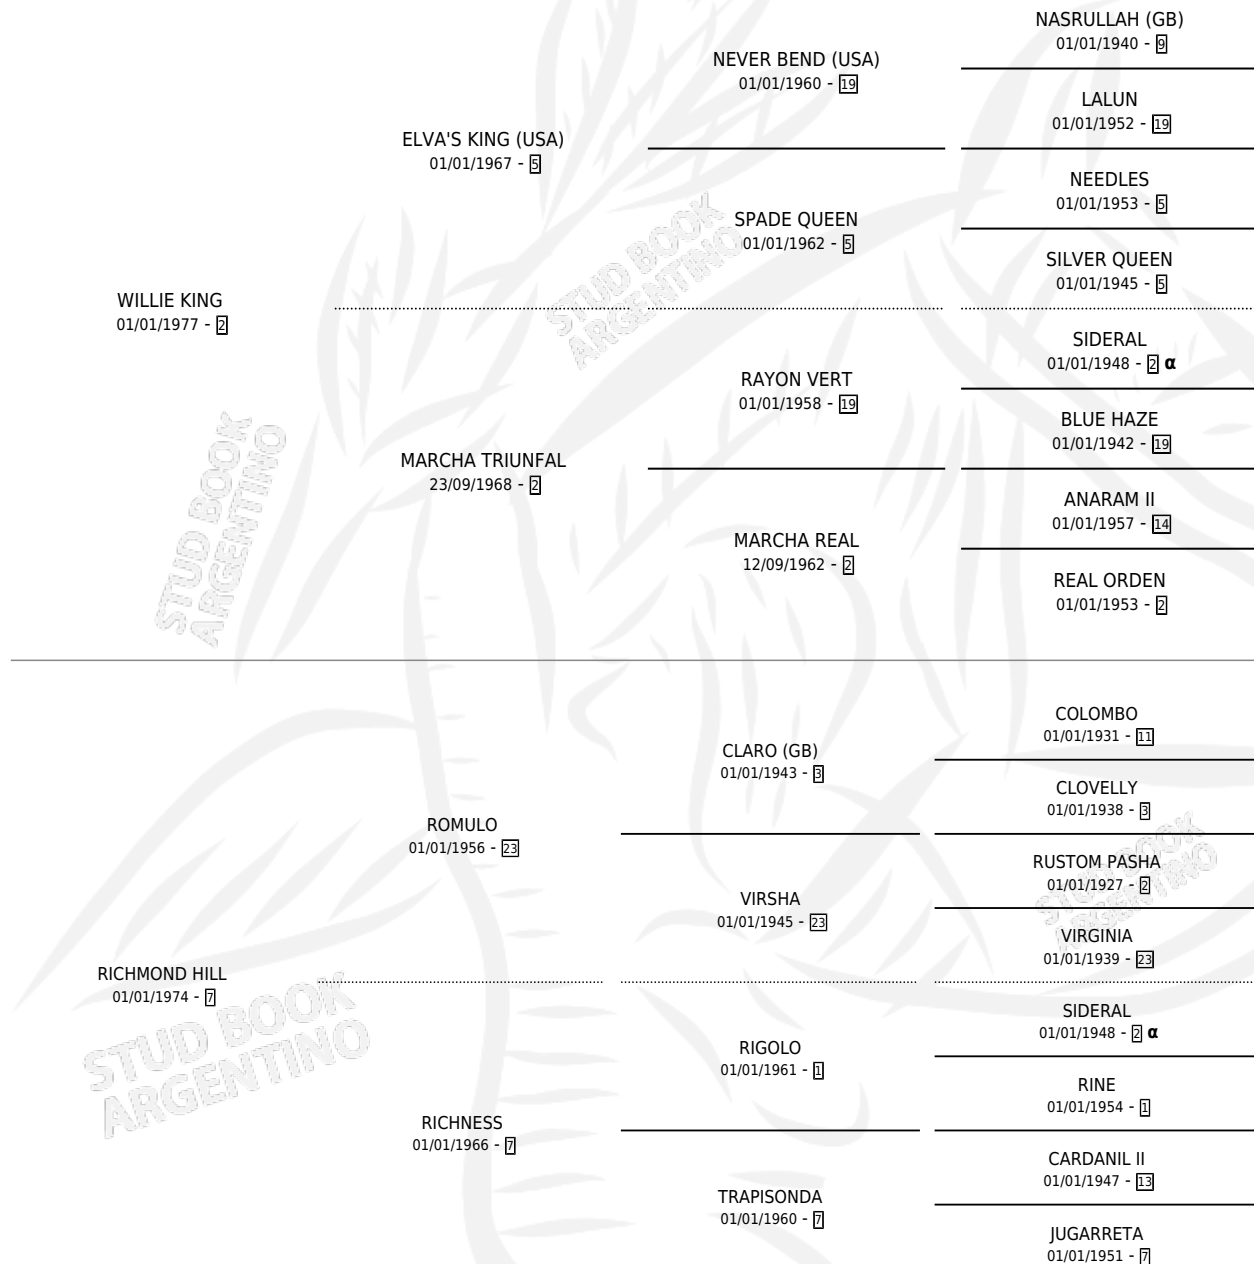 NASRULLAH (GB)
01/01/1940 - 9
NEVER BEND (USA)
01/01/1960 - 19
LALUN
01/01/1952 - 19
ELVA'S KING (USA)
01/01/1967 - 5
NEEDLES
01/01/1953 - 5
SPADE QUEEN
01/01/1962 - 5
SILVER QUEEN
01/01/1945 - 5
WILLIE KING
01/01/1977 - 2
SIDERAL
01/01/1948 - 2 α
RAYON VERT
01/01/1958 - 19
BLUE HAZE
01/01/1942 - 19
MARCHA TRIUNFAL
23/09/1968 - 2
ANARAM II
01/01/1957 - 14
MARCHA REAL
12/09/1962 - 2
REAL ORDEN
01/01/1953 - 2
COLOMBO
01/01/1931 - 11
CLARO (GB)
01/01/1943 - 3
CLOVELLY
01/01/1938 - 3
ROMULO
01/01/1956 - 23
RUSTOM PASHA
01/01/1927 - 2
VIRSHA
01/01/1945 - 23
VIRGINIA
01/01/1939 - 23
RICHMOND HILL
01/01/1974 - 7
SIDERAL
01/01/1948 - 2 α
RIGOLO
01/01/1961 - 1
RINE
01/01/1954 - 1
RICHNESS
01/01/1966 - 7
CARDANIL II
01/01/1947 - 13
TRAPISONDA
01/01/1960 - 7
JUGARRETA
01/01/1951 - 7
STUD BOOK
ARGENTINO
STUD BOOK
ARGENTINO
STUD BOOK
ARGENTINO
STUD BOOK
ARGENTINO